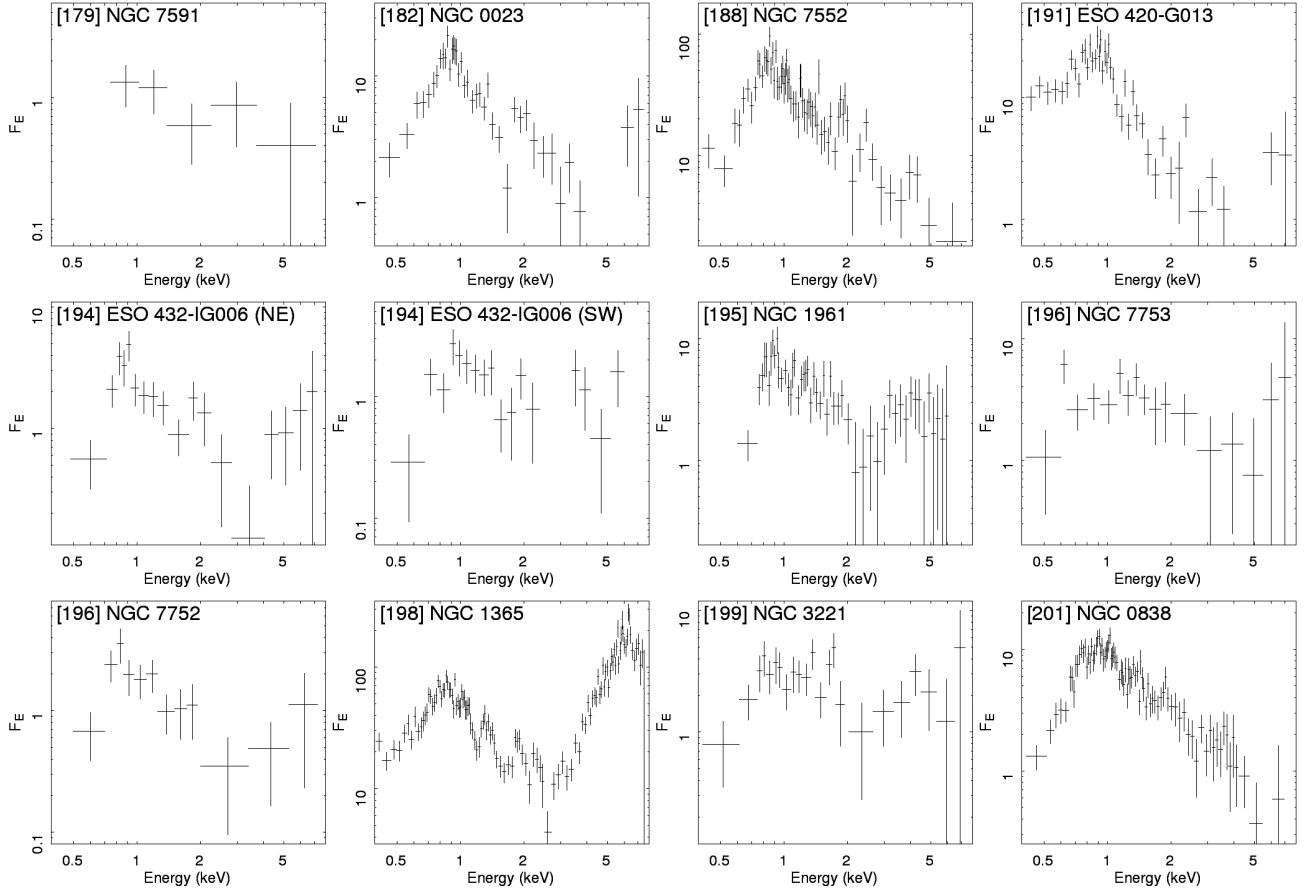 [179] NGC 7591
F_E
1
0.1
0.5 1 2 5
Energy (keV)
[182] NGC 0023
F_E
10
1
0.5 1 2 5
Energy (keV)
[188] NGC 7552
F_E
100
10
0.5 1 2 5
Energy (keV)
[191] ESO 420-G013
F_E
10
1
0.5 1 2 5
Energy (keV)
[194] ESO 432-IG006 (NE)
F_E
10
1
0.5 1 2 5
Energy (keV)
[194] ESO 432-IG006 (SW)
F_E
1
0.1
0.5 1 2 5
Energy (keV)
[195] NGC 1961
F_E
10
1
0.5 1 2 5
Energy (keV)
[196] NGC 7753
F_E
10
1
0.5 1 2 5
Energy (keV)
[196] NGC 7752
F_E
1
0.1
0.5 1 2 5
Energy (keV)
[198] NGC 1365
F_E
100
10
0.5 1 2 5
Energy (keV)
[199] NGC 3221
F_E
10
1
0.5 1 2 5
Energy (keV)
[201] NGC 0838
F_E
10
1
0.5 1 2 5
Energy (keV)